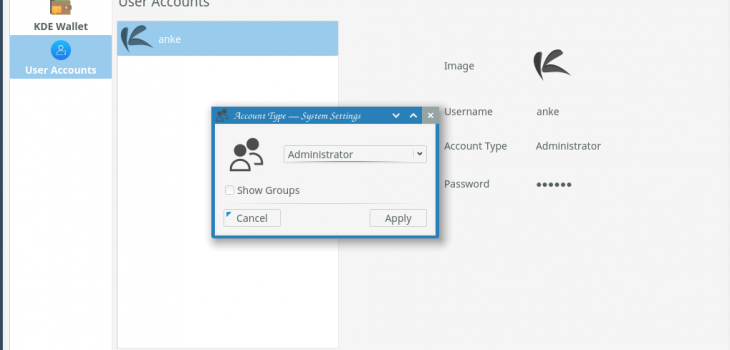 User Accounts
KDE Wallet
User Accounts
anke
Image
Username
anke
Account Type
Administrator
Password
••••••
Account Type — System Settings
Administrator
Show Groups
Cancel
Apply